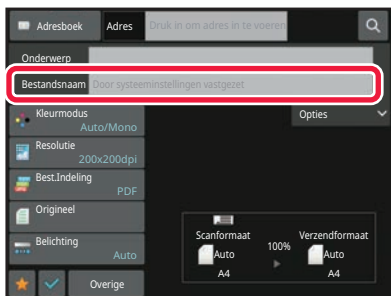 Adresboek Adres Druk in om adres in te voeren
Onderwerp
Bestandsnaam Door systeeminstellingen vastgezet
Kleurmodus
Auto/Mono
Opties
Resolutie
200x200dpi
Best.Indeling
PDF
Origineel
Belichting
Auto
Scanformaat
Auto
A4
100%
Verzendformaat
Auto
A4
Overige